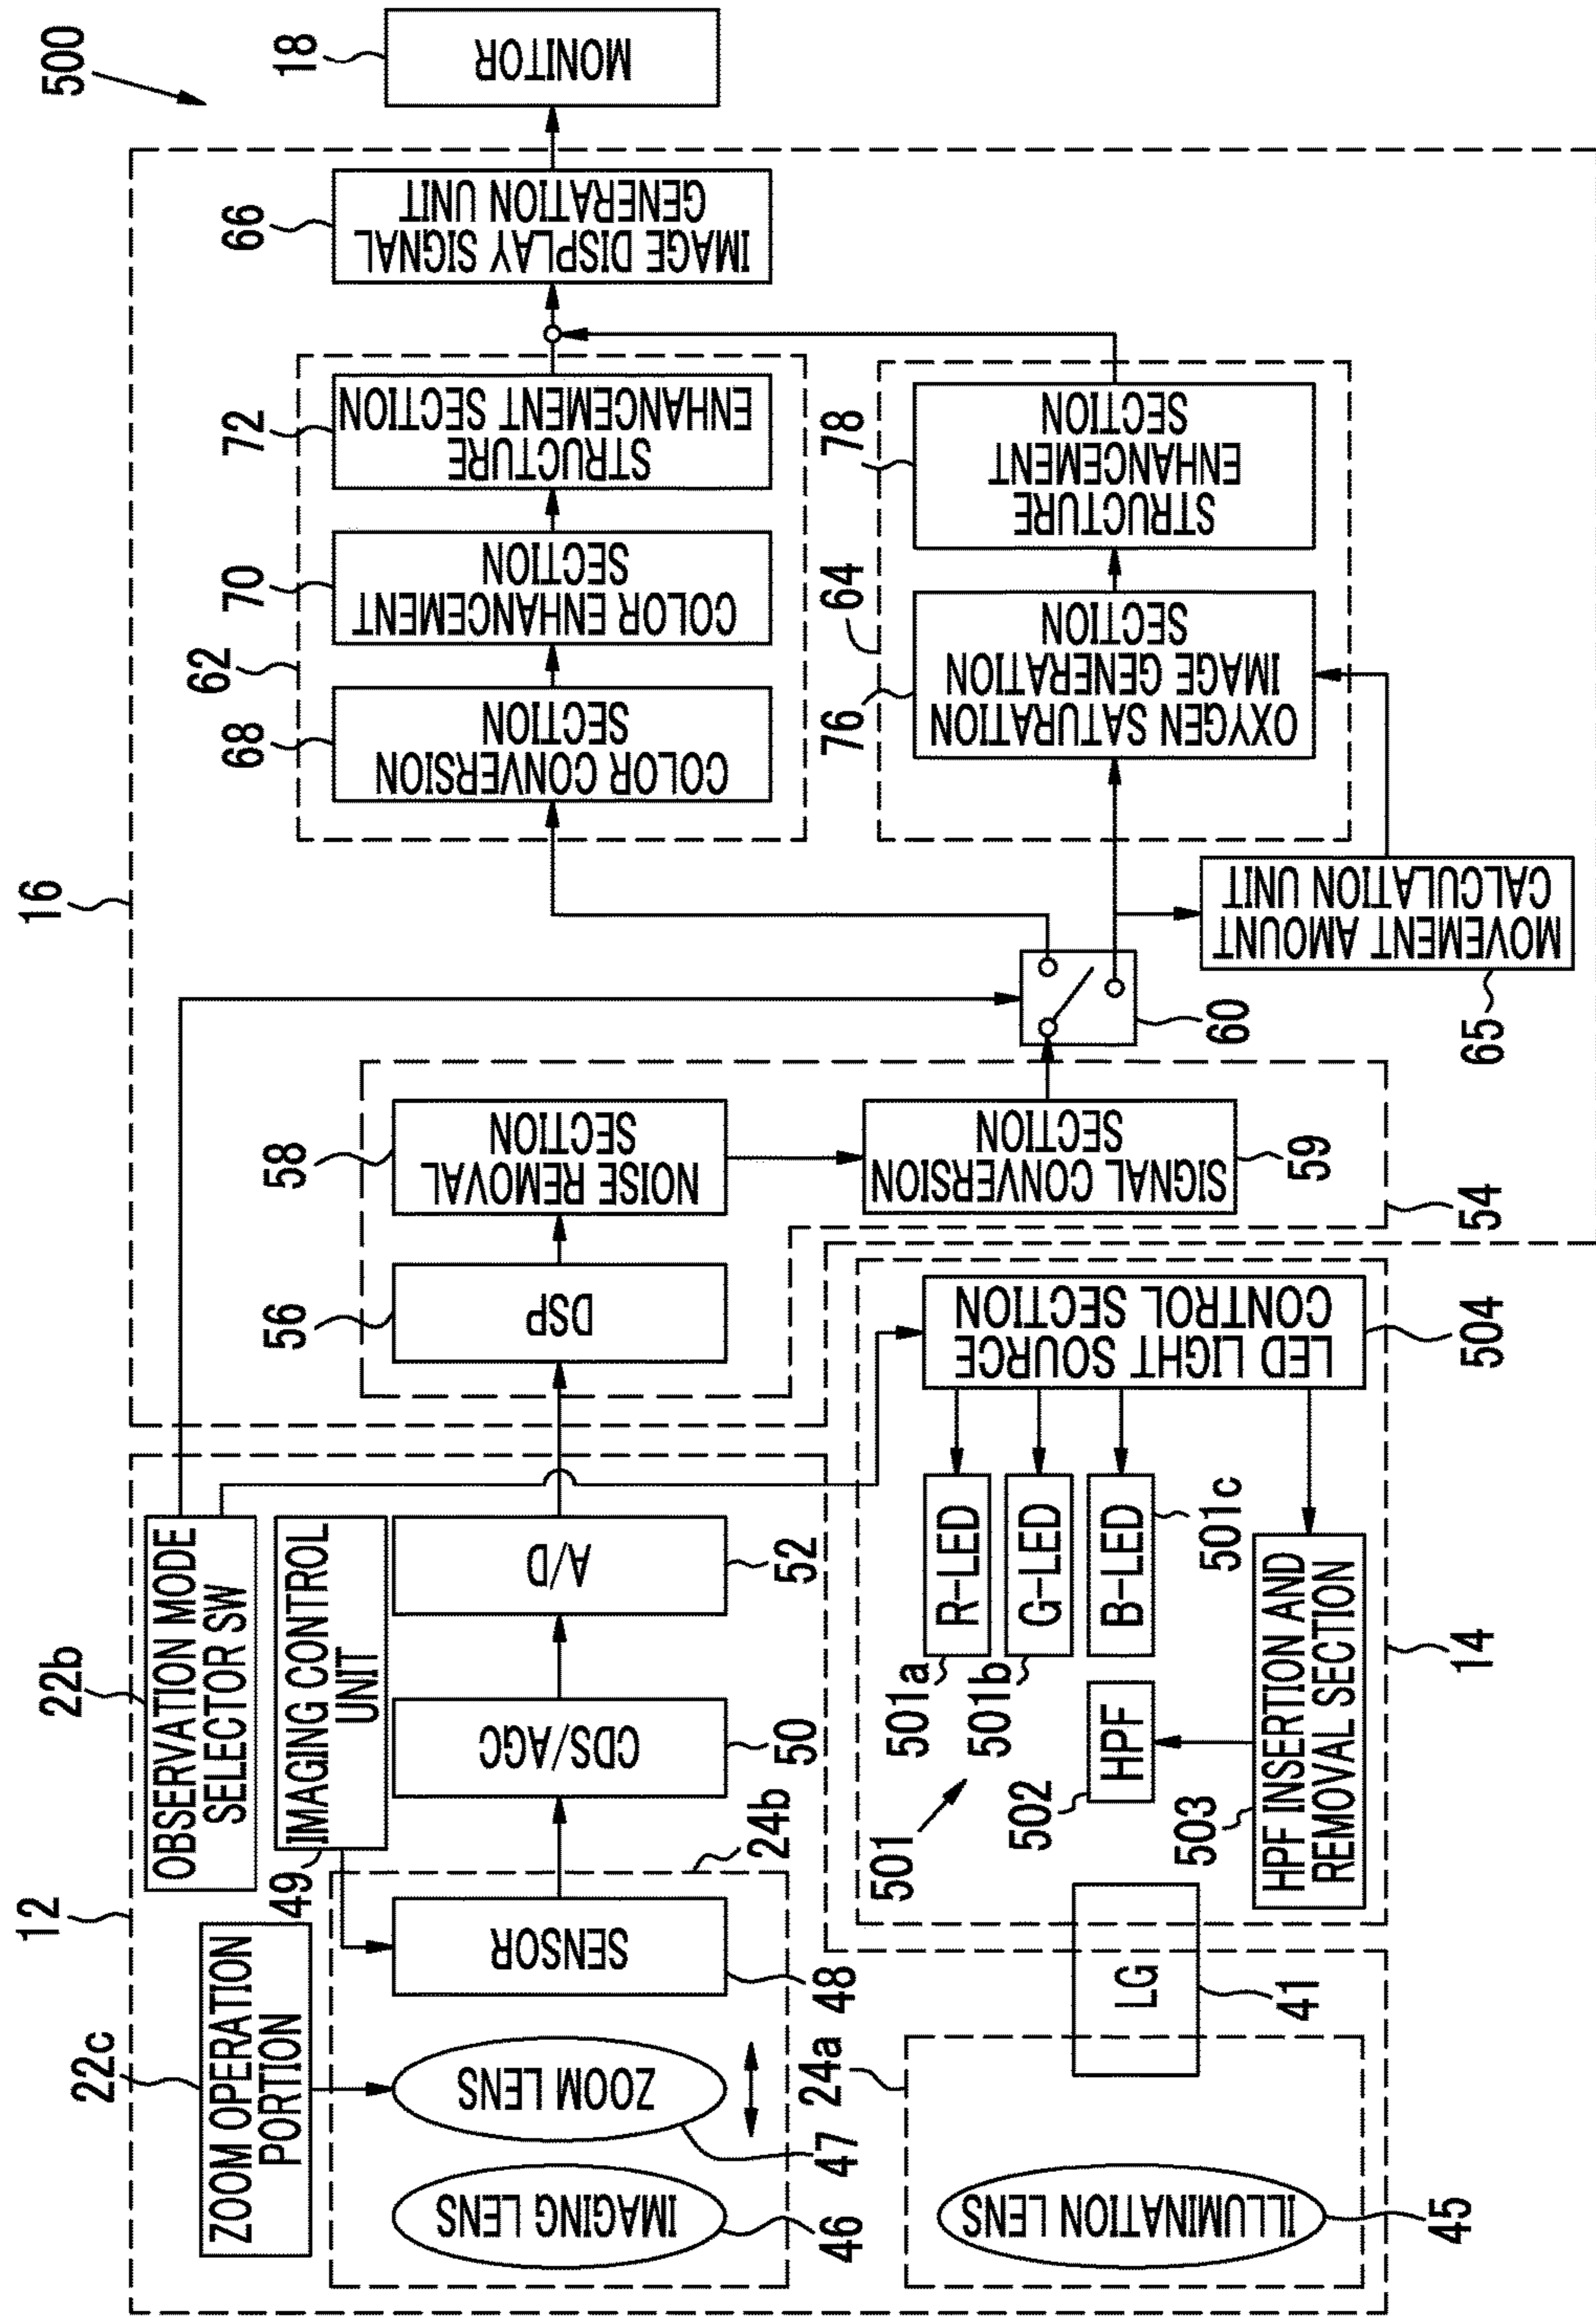 500
18
MONITOR
16
66
IMAGE DISPLAY SIGNAL
GENERATION UNIT
62
68
COLOR CONVERSION
SECTION
70
COLOR ENHANCEMENT
SECTION
72
STRUCTURE
ENHANCEMENT SECTION
64
76
OXYGEN SATURATION
IMAGE GENERATION
SECTION
78
STRUCTURE
ENHANCEMENT
SECTION
65
MOVEMENT AMOUNT
CALCULATION UNIT
60
58
NOISE REMOVAL
SECTION
56
DSP
SIGNAL CONVERSION
SECTION
59
54
12
22b
OBSERVATION MODE
SELECTOR SW
22c
ZOOM OPERATION
PORTION
49
IMAGING CONTROL
UNIT
A/D
52
CDS/AGC
50
24b
SENSOR
48
ZOOM LENS
47
IMAGING LENS
46
24a
LG
41
ILLUMINATION LENS
45
LED LIGHT SOURCE
CONTROL SECTION
504
R-LED
501a
G-LED
501b
B-LED
501c
501
HPF
502
503
HPF INSERTION AND
REMOVAL SECTION
14